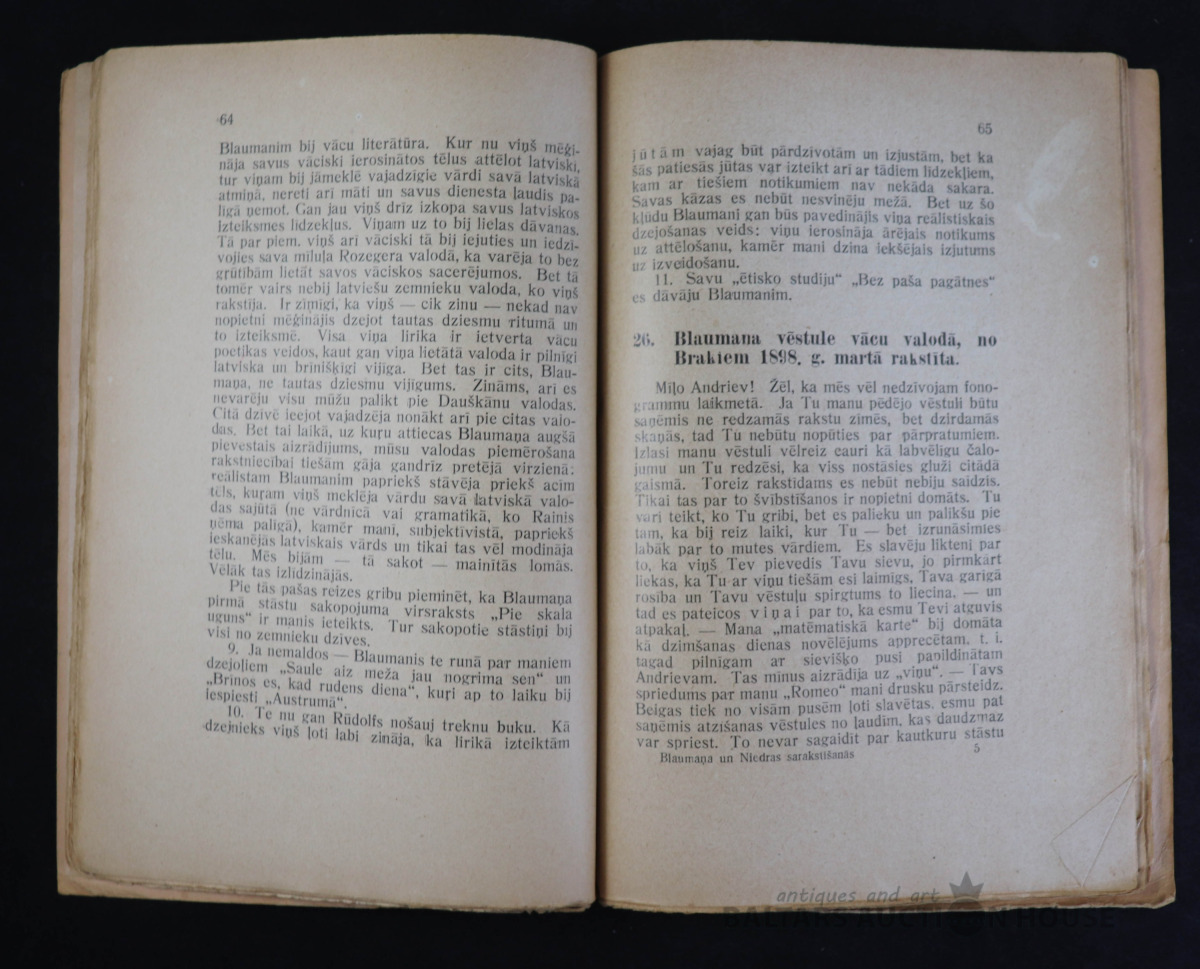 64
Blaumanim bij vācu literātūra. Kur nu viņš mēģi-
nāja savus vāciski ierosinātos tēlus attēlot latviski,
tur viņam bij jāmeklē vajadzīgie vārdi savā latviskā
atmiņā, nereti arī māti un savus dienesta ļaudis pa-
līgā ņemot. Gan jau viņš drīz izkopa savus latviskos
izteiksmes līdzekļus. Viņam uz to bij lielas dāvanas.
Tā par piem. viņš arī vāciski tā bij iejuties un iedzī-
vojies sava mīluļa Rozegera valodā, ka varēja to bez
grūtībām lietāt savos vāciskos sacerējumos. Bet tā
tomēr vairs nebij latviešu zemnieku valoda, ko viņš
rakstīja. Ir zīmīgi, ka viņš — cik zinu — nekad nav
nopietni mēģinājis dzejot tautas dziesmu ritumā un
to izteiksmē. Visa viņa lirika ir ietverta vācu
poētikas veidos, kaut gan viņa lietātā valoda ir pilnīgi
latviska un brīnišķīgi vijīga. Bet tas ir cits, Blau-
maņa, ne tautas dziesmu vijīgums. Zināms, arī es
nevarēju visu mūžu palikt pie Dauškānu valodas.
Citā dzīvē ieejot vajadzēja nonākt arī pie citas valo-
das. Bet tai laikā, uz kuŗu attiecas Blaumaņa augšā
pievestais aizrādījums, mūsu valodas piemērošana
rakstniecībai tiešām gāja gandrīz pretējā virzienā:
reālistam Blaumanim papriekš stāvēja priekš acīm
tēls, kuŗam viņš meklēja vārdu savā latviskā valo-
das sajūtā (ne vārdnīcā vai gramatikā, ko Rainis
ņēma palīgā), kamēr manī, subjektīvistā, papriekš
ieskanējās latviskais vārds un tikai tas vēl modināja
tēlu. Mēs bijām — tā sakot — mainītās lomās.
Vēlāk tas izlīdzinājās.
Pie tās pašas reizes gribu pieminēt, ka Blaumaņa
pirmā stāstu sakopojuma virsraksts „Pie skala
uguns“ ir manis ieteikts. Tur sakopotie stāstiņi bij
visi no zemnieku dzīves.
9. Ja nemaldos — Blaumanis te runā par maniem
dzejoļiem „Saule aiz meža jau nogrima sen“ un
„Brīnos es, kad rudens diena“, kuŗi ap to laiku bij
iespiesti „Austrumā“.
10. Te nu gan Rūdolfs nošauj treknu buku. Kā
dzejnieks viņš ļoti labi zināja, ka lirikā izteiktām
65
jūtām vajag būt pārdzīvotām un izjustām, bet ka
šās patiesās jūtas var izteikt arī ar tādiem līdzekļiem,
kam ar tiešiem notikumiem nav nekāda sakara.
Savas kāzas es nebūt nesvinēju mežā. Bet uz šo
kļūdu Blaumani gan būs pavedinājis viņa reālistiskais
dzejošanas veids: viņu ierosināja ārējais notikums
uz attēlošanu, kamēr mani dzina iekšējais izjutums
uz izveidošanu.
11. Savu „ētisko studiju“ „Bez paša pagātnes“
es dāvāju Blaumanim.
26. Blaumaņa vēstule vācu valodā, no
Brakiem 1898. g. martā rakstīta.
Miļo Andriev! Žēl, ka mēs vēl nedzīvojam fono-
grammu laikmetā. Ja Tu manu pēdējo vēstuli būtu
saņēmis ne redzamās rakstu zīmēs, bet dzirdamās
skaņās, tad Tu nebūtu nopūties par pārpratumiem.
Izlasi manu vēstuli vēlreiz cauri kā labvēlīgu čalo-
jumu un Tu redzēsi, ka viss nostāsies gluži citādā
gaismā. Toreiz rakstīdams es nebūt nebiju saīdzis.
Tikai tas par to švībstīšanos ir nopietni domāts. Tu
vari teikt, ko Tu gribi, bet es palieku un palikšu pie
tam, ka bij reiz laiki, kur Tu — bet izrunāsimies
labāk par to mutes vārdiem. Es slavēju likteni par
to, ka viņš Tev pievedis Tavu sievu, jo pirmkārt
liekas, ka Tu ar viņu tiešām esi laimīgs, Tava garīgā
rosība un Tavu vēstuļu spirgtums to liecina, — un
tad es pateicos viņai par to, ka esmu Tevi atguvis
atpakaļ. — Mana „matēmatiskā karte“ bij domāta
kā dzimšanas dienas novēlējums apprecētam, t. i.
tagad pilnīgam ar sievišķo pusi papildinātam
Andrievam. Tas mīnus aizrādīja uz „viņu“. — Tavs
spriedums par manu „Romeo“ mani drusku pārsteidz.
Beigas tiek no visām pusēm ļoti slavētas, esmu pat
saņēmis atzīšanas vēstules no ļaudīm, kas daudzmaz
var spriest. To nevar sagaidīt par kautkuru stāstu
Blaumaņa un Niedras sarakstīšanās 5
antiques and art
BALTARS AUCTION HOUSE